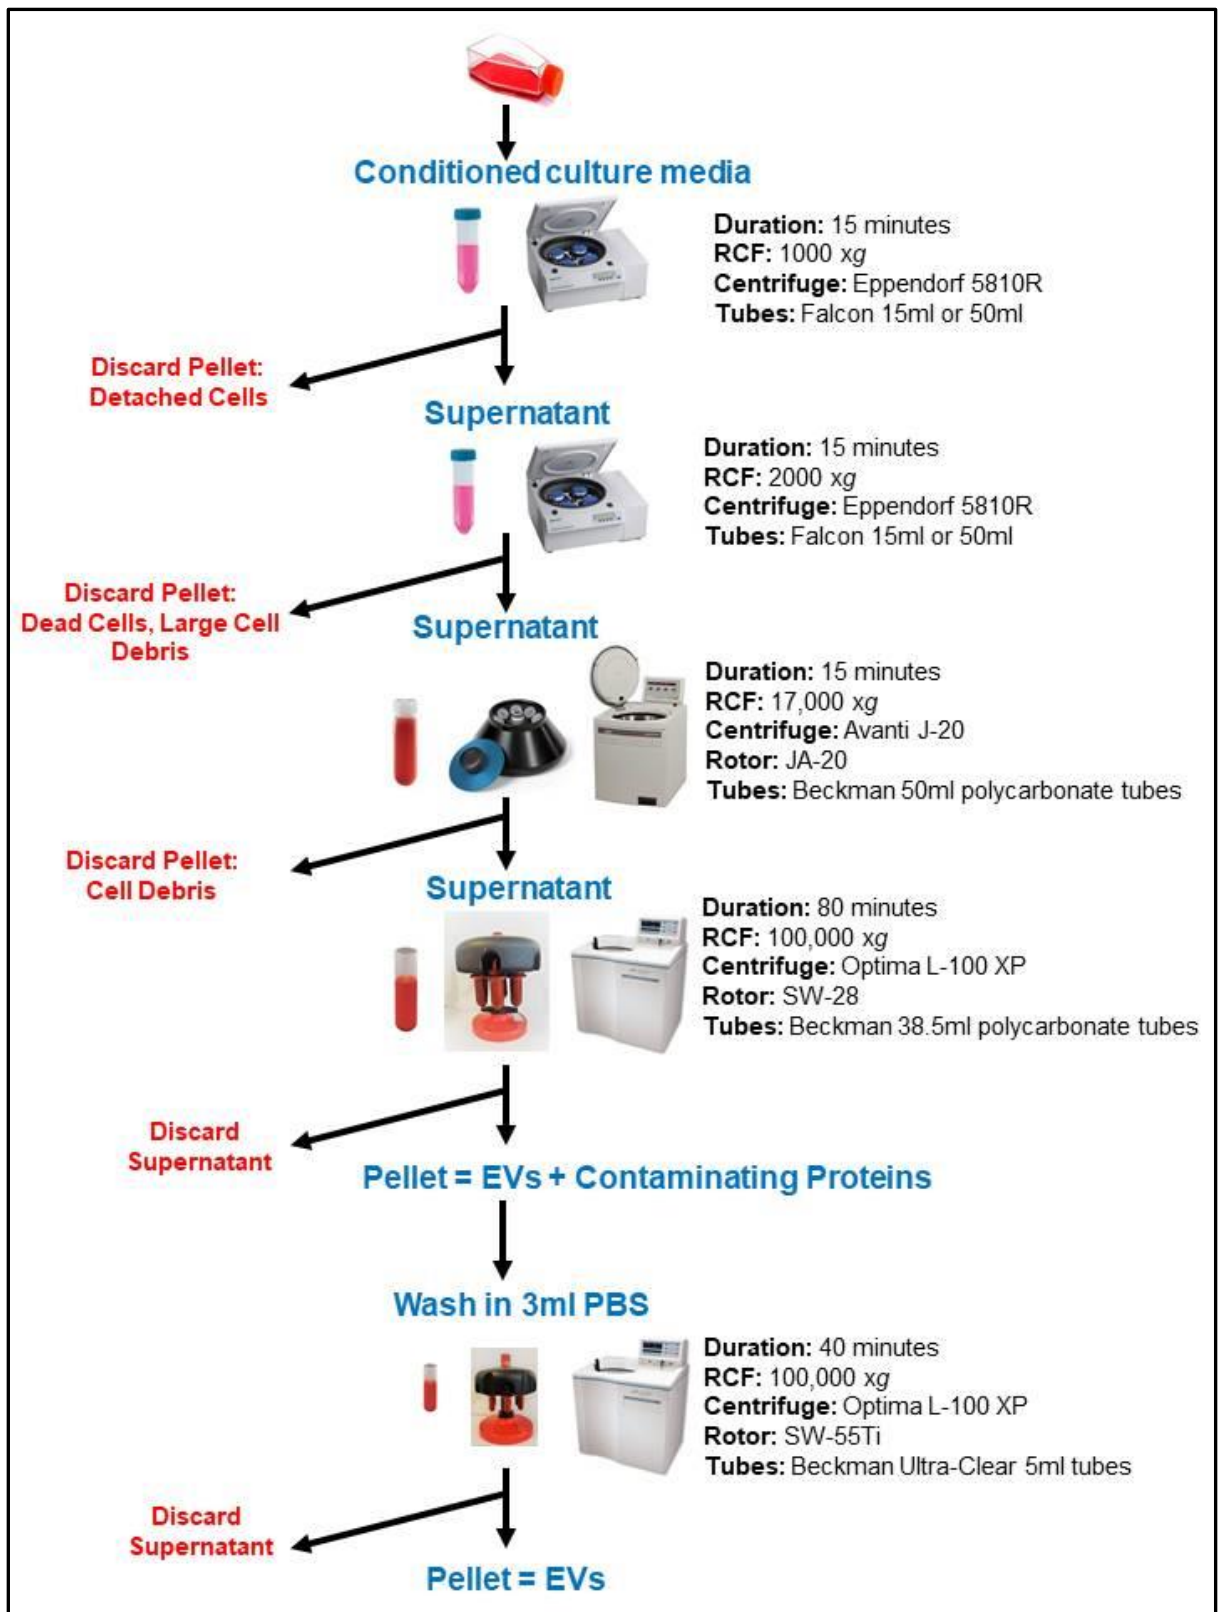 Conditioned culture media
Duration: 15 minutes
RCF: 1000 xg
Centrifuge: Eppendorf 5810R
Tubes: Falcon 15ml or 50ml
Discard Pellet:
Detached Cells
Supernatant
Duration: 15 minutes
RCF: 2000 xg
Centrifuge: Eppendorf 5810R
Tubes: Falcon 15ml or 50ml
Discard Pellet:
Dead Cells, Large Cell
Debris
Supernatant
Duration: 15 minutes
RCF: 17,000 xg
Centrifuge: Avanti J-20
Rotor: JA-20
Tubes: Beckman 50ml polycarbonate tubes
Discard Pellet:
Cell Debris
Supernatant
Duration: 80 minutes
RCF: 100,000 xg
Centrifuge: Optima L-100 XP
Rotor: SW-28
Tubes: Beckman 38.5ml polycarbonate tubes
Discard
Supernatant
Pellet = EVs + Contaminating Proteins
Wash in 3ml PBS
Duration: 40 minutes
RCF: 100,000 xg
Centrifuge: Optima L-100 XP
Rotor: SW-55Ti
Tubes: Beckman Ultra-Clear 5ml tubes
Discard
Supernatant
Pellet = EVs